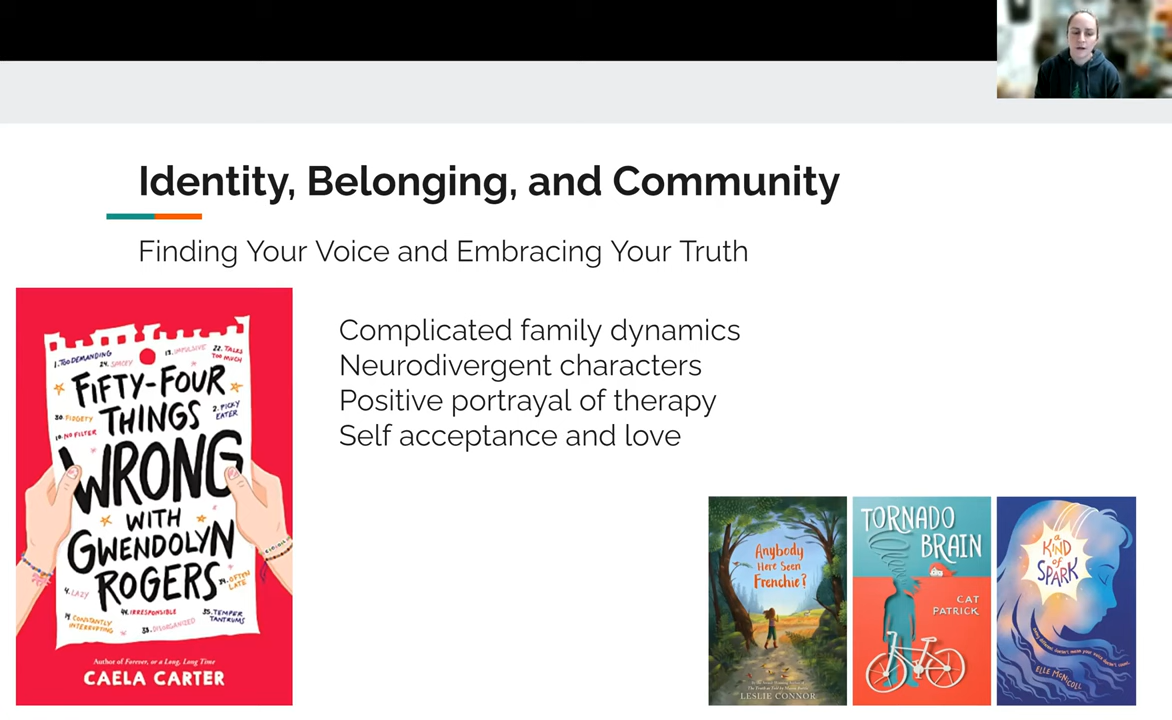 Identity, Belonging, and Community
Finding Your Voice and Embracing Your Truth
Complicated family dynamics
Neurodivergent characters
Positive portrayal of therapy
Self acceptance and love
1. TOO DEMANDING
24. SPACEY
17. IMPULSIVE
22. TALKS
TOO MUCH
FIFTY-FOUR
THINGS
30. FIDGETY
2. PICKY
EATER
19. NO FILTER
WRONG
WITH
GWENDOLYN
ROGERS
4. LAZY
14. OFTEN
LATE
44. IRRESPONSIBLE
35. TEMPER
TANTRUMS
CONSTANTLY
INTERRUPTING
33. DISORGANIZED
Author of Forever, or a Long, Long Time
CAELA CARTER
Anybody
Here Seen
Frenchie?
LESLIE CONNOR
TORNADO
BRAIN
CAT
PATRICK
a
KIND
of
SPARK
ELLE McNICOLL